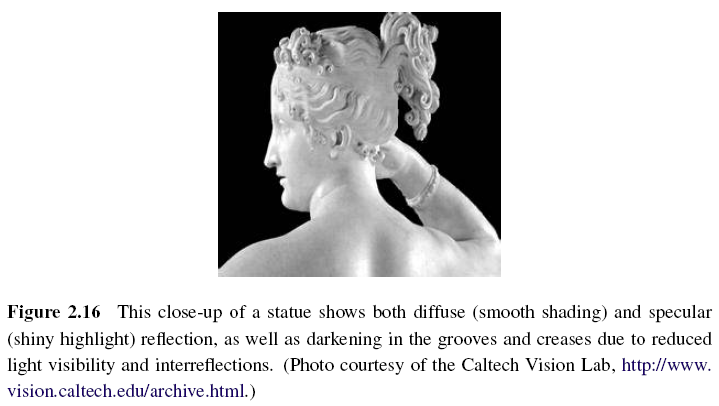 Figure 2.16 This close-up of a statue shows both diffuse (smooth shading) and specular
(shiny highlight) reflection, as well as darkening in the grooves and creases due to reduced
light visibility and interreflections. (Photo courtesy of the Caltech Vision Lab, http://www.
vision.caltech.edu/archive.html.)